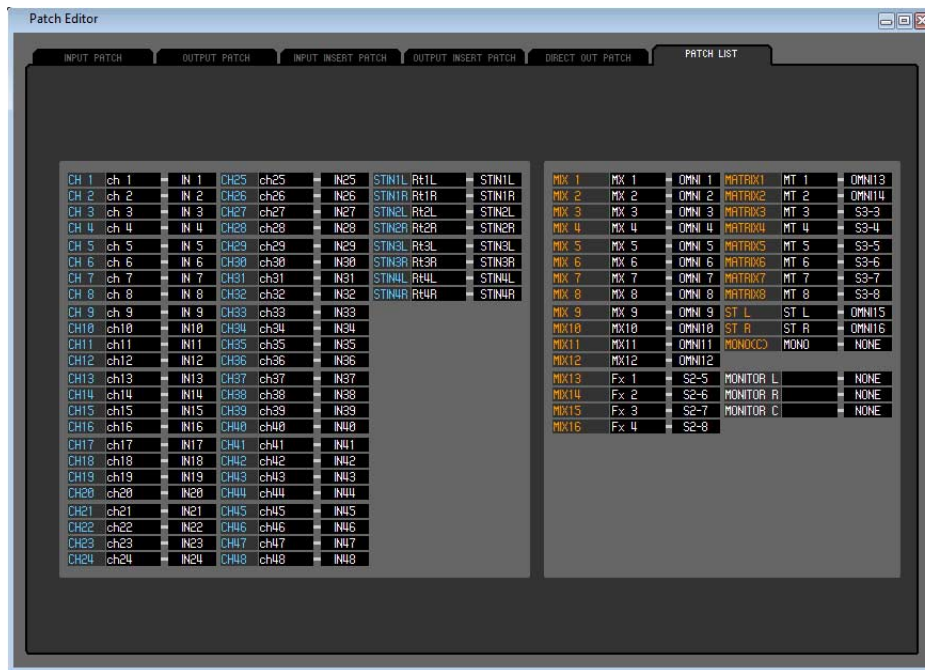 Patch Editor
INPUT PATCH OUTPUT PATCH INPUT INSERT PATCH OUTPUT INSERT PATCH DIRECT OUT PATCH PATCH LIST
CH 1 ch 1 IN 1 CH25 ch25 IN25 STIN1L Rt1L STIN1L MIX 1 MX 1 OMNI 1 MATRIX1 MT 1 OMNI13
CH 2 ch 2 IN 2 CH26 ch26 IN26 STIN1R Rt1R STIN1R MIX 2 MX 2 OMNI 2 MATRIX2 MT 2 OMNI14
CH 3 ch 3 IN 3 CH27 ch27 IN27 STIN2L Rt2L STIN2L MIX 3 MX 3 OMNI 3 MATRIX3 MT 3 S3-3
CH 4 ch 4 IN 4 CH28 ch28 IN28 STIN2R Rt2R STIN2R MIX 4 MX 4 OMNI 4 MATRIX4 MT 4 S3-4
CH 5 ch 5 IN 5 CH29 ch29 IN29 STIN3L Rt3L STIN3L MIX 5 MX 5 OMNI 5 MATRIX5 MT 5 S3-5
CH 6 ch 6 IN 6 CH30 ch30 IN30 STIN3R Rt3R STIN3R MIX 6 MX 6 OMNI 6 MATRIX6 MT 6 S3-6
CH 7 ch 7 IN 7 CH31 ch31 IN31 STIN4L Rt4L STIN4L MIX 7 MX 7 OMNI 7 MATRIX7 MT 7 S3-7
CH 8 ch 8 IN 8 CH32 ch32 IN32 STIN4R Rt4R STIN4R MIX 8 MX 8 OMNI 8 MATRIX8 MT 8 S3-8
CH 9 ch 9 IN 9 CH33 ch33 IN33 MIX 9 MX 9 OMNI 9 ST L ST L OMNI15
CH10 ch10 IN10 CH34 ch34 IN34 MIX10 MX10 OMNI10 ST R ST R OMNI16
CH11 ch11 IN11 CH35 ch35 IN35 MIX11 MX11 OMNI11 MONO(C) MONO NONE
CH12 ch12 IN12 CH36 ch36 IN36 MIX12 MX12 OMNI12
CH13 ch13 IN13 CH37 ch37 IN37 MIX13 Fx 1 S2-5 MONITOR L NONE
CH14 ch14 IN14 CH38 ch38 IN38 MIX14 Fx 2 S2-6 MONITOR R NONE
CH15 ch15 IN15 CH39 ch39 IN39 MIX15 Fx 3 S2-7 MONITOR C NONE
CH16 ch16 IN16 CH40 ch40 IN40 MIX16 Fx 4 S2-8
CH17 ch17 IN17 CH41 ch41 IN41
CH18 ch18 IN18 CH42 ch42 IN42
CH19 ch19 IN19 CH43 ch43 IN43
CH20 ch20 IN20 CH44 ch44 IN44
CH21 ch21 IN21 CH45 ch45 IN45
CH22 ch22 IN22 CH46 ch46 IN46
CH23 ch23 IN23 CH47 ch47 IN47
CH24 ch24 IN24 CH48 ch48 IN48